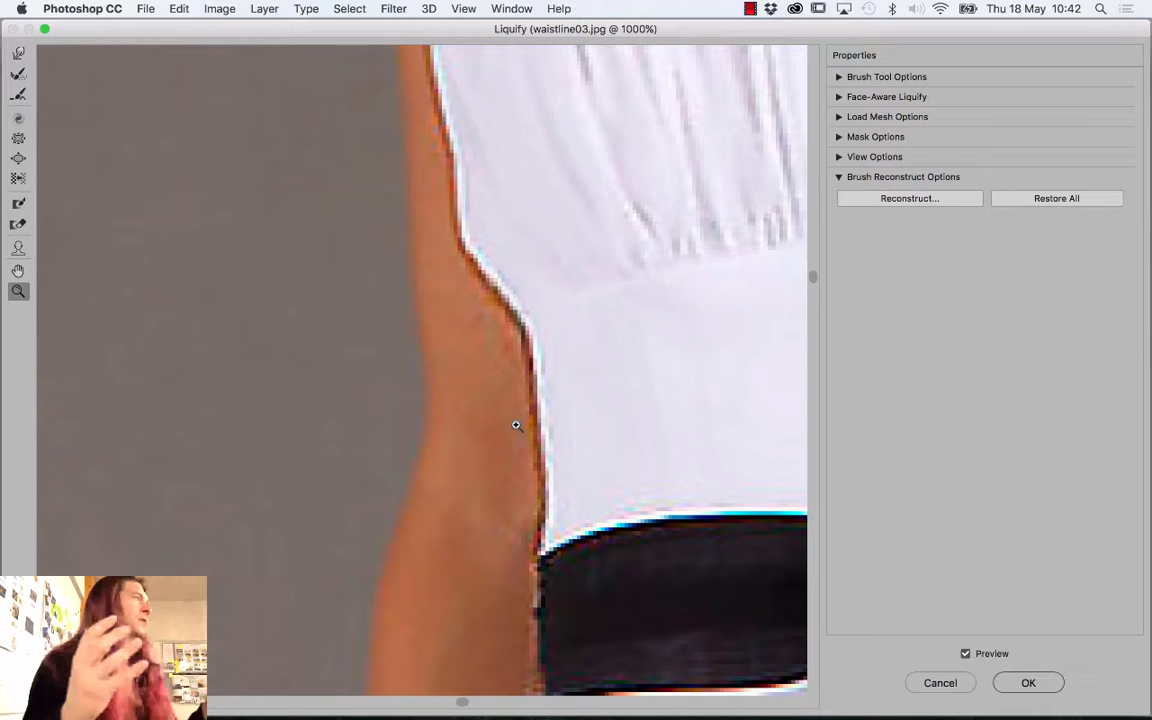 Photoshop CC File Edit Image Layer Type Select Filter 3D View Window Help Thu 18 May 10:42
Liquify (waistline03.jpg @ 1000%)
Properties
Brush Tool Options
Face-Aware Liquify
Load Mesh Options
Mask Options
View Options
Brush Reconstruct Options
Reconstruct... Restore All
Preview
Cancel OK